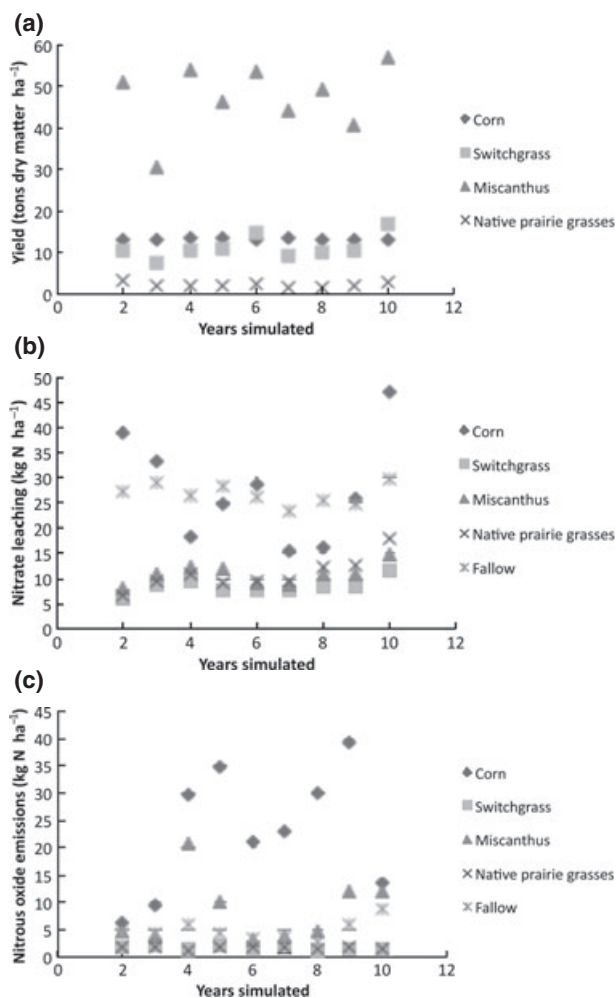 (a)
60
50
40
30
20
10
0
Yield (tons dry matter ha⁻¹)
0 2 4 6 8 10 12
Years simulated
Corn
Switchgrass
Miscanthus
Native prairie grasses
(b)
50
45
40
35
30
25
20
15
10
5
0
Nitrate leaching (kg N ha⁻¹)
0 2 4 6 8 10 12
Years simulated
Corn
Switchgrass
Miscanthus
Native prairie grasses
Fallow
(c)
45
40
35
30
25
20
15
10
5
0
Nitrous oxide emissions (kg N ha⁻¹)
0 2 4 6 8 10 12
Years simulated
Corn
Switchgrass
Miscanthus
Native prairie grasses
Fallow